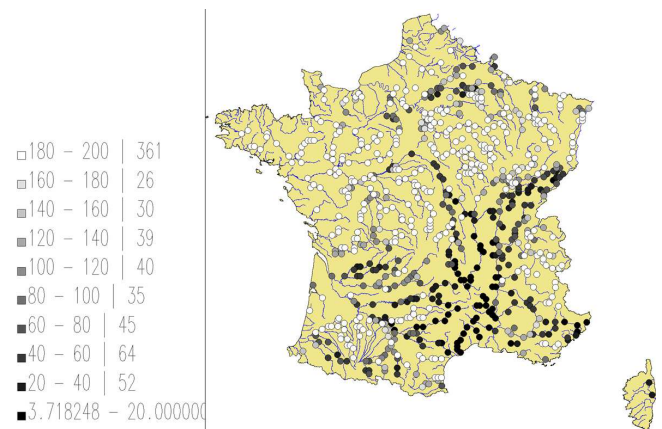 180 - 200 | 361
160 - 180 | 26
140 - 160 | 30
120 - 140 | 39
100 - 120 | 40
80 - 100 | 35
60 - 80 | 45
40 - 60 | 64
20 - 40 | 52
3.718248 - 20.000000